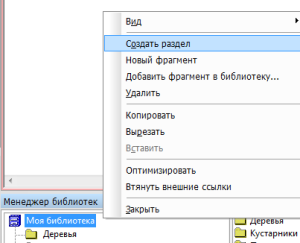 Вид
Создать раздел
Новый фрагмент
Добавить фрагмент в библиотеку...
Удалить
Копировать
Вырезать
Вставить
Оптимизировать
Втянуть внешние ссылки
Закрыть
Менеджер библиотек
Моя библиотека
Деревья
Деревья
Кустарники